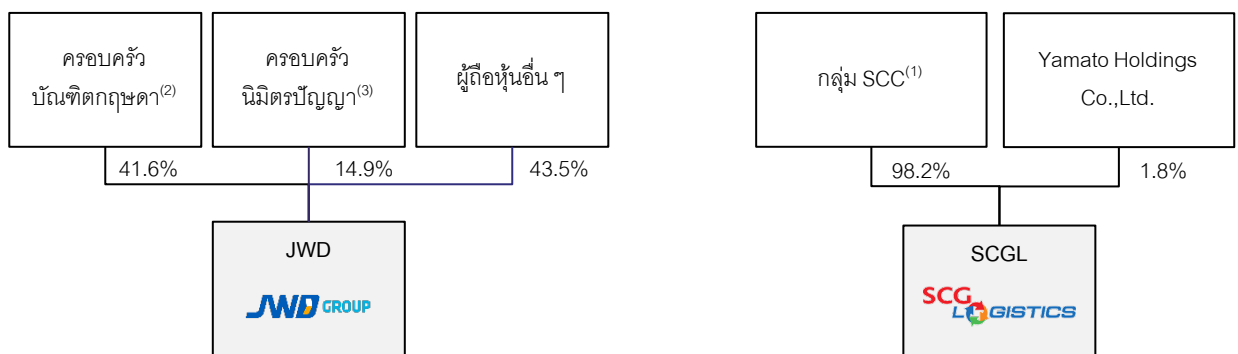 ครอบครัว
บัณฑิตกฤษดา(2)
ครอบครัว
นิมิตรปัญญา(3)
ผู้ถือหุ้นอื่น ๆ
กลุ่ม SCC(1)
Yamato Holdings
Co.,Ltd.
41.6%
14.9%
43.5%
98.2%
1.8%
JWD
JWD GROUP
SCGL
SCG
LOGISTICS